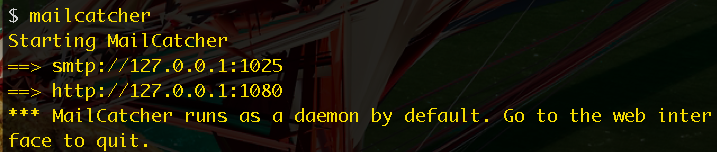 $ mailcatcher
Starting MailCatcher
==> smtp://127.0.0.1:1025
==> http://127.0.0.1:1080
*** MailCatcher runs as a daemon by default. Go to the web inter
face to quit.